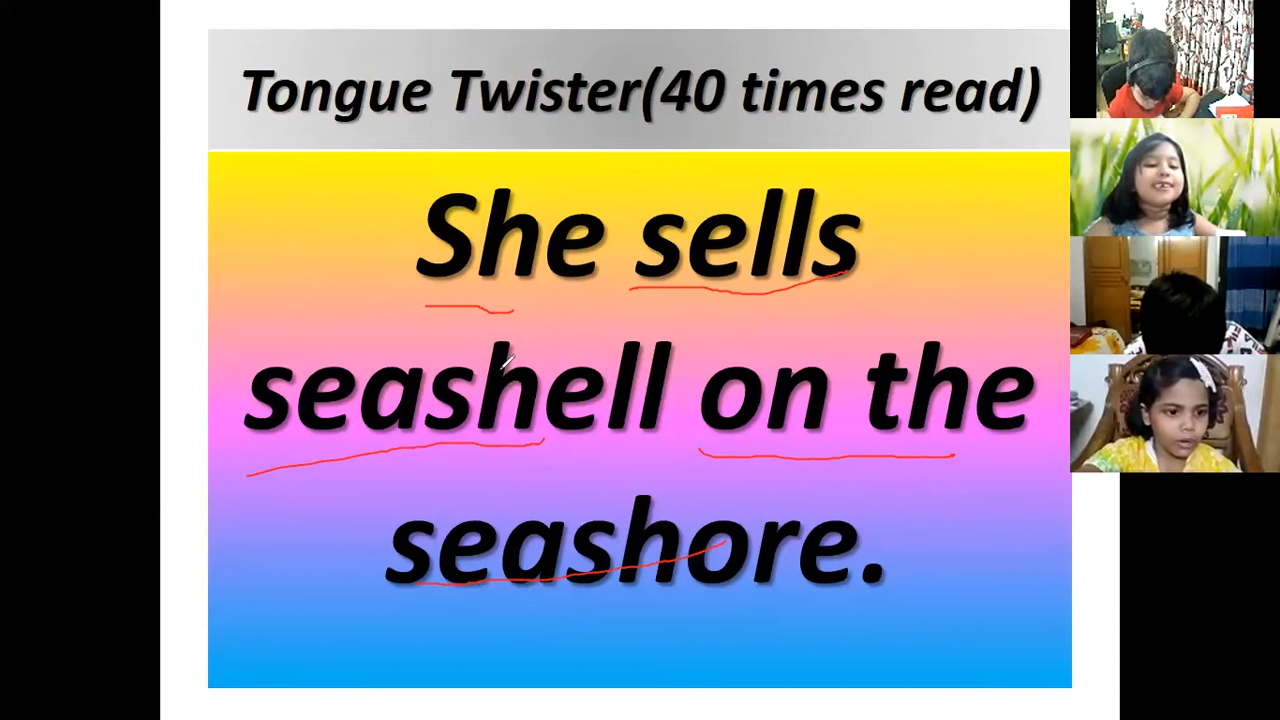 Tongue Twister(40 times read)
She sells
seashell on the
seashore.